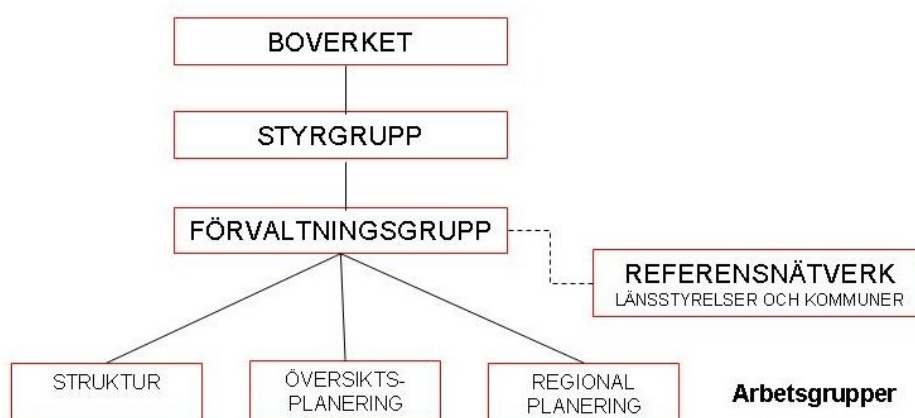 BOVERKET
STYRGRUPP
FÖRVALTNINGSGRUPP
REFERENSNÄTVERK
LÄNSSTYRELSER OCH KOMMUNER
STRUKTUR
ÖVERSIKTS-
PLANERING
REGIONAL
PLANERING
Arbetsgrupper